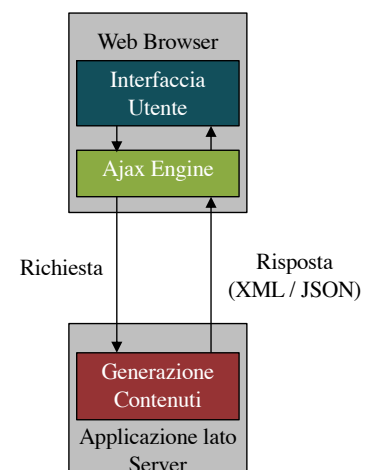 Web Browser
Interfaccia
Utente
Ajax Engine
Richiesta
Risposta
(XML / JSON)
Generazione
Contenuti
Applicazione lato
Server